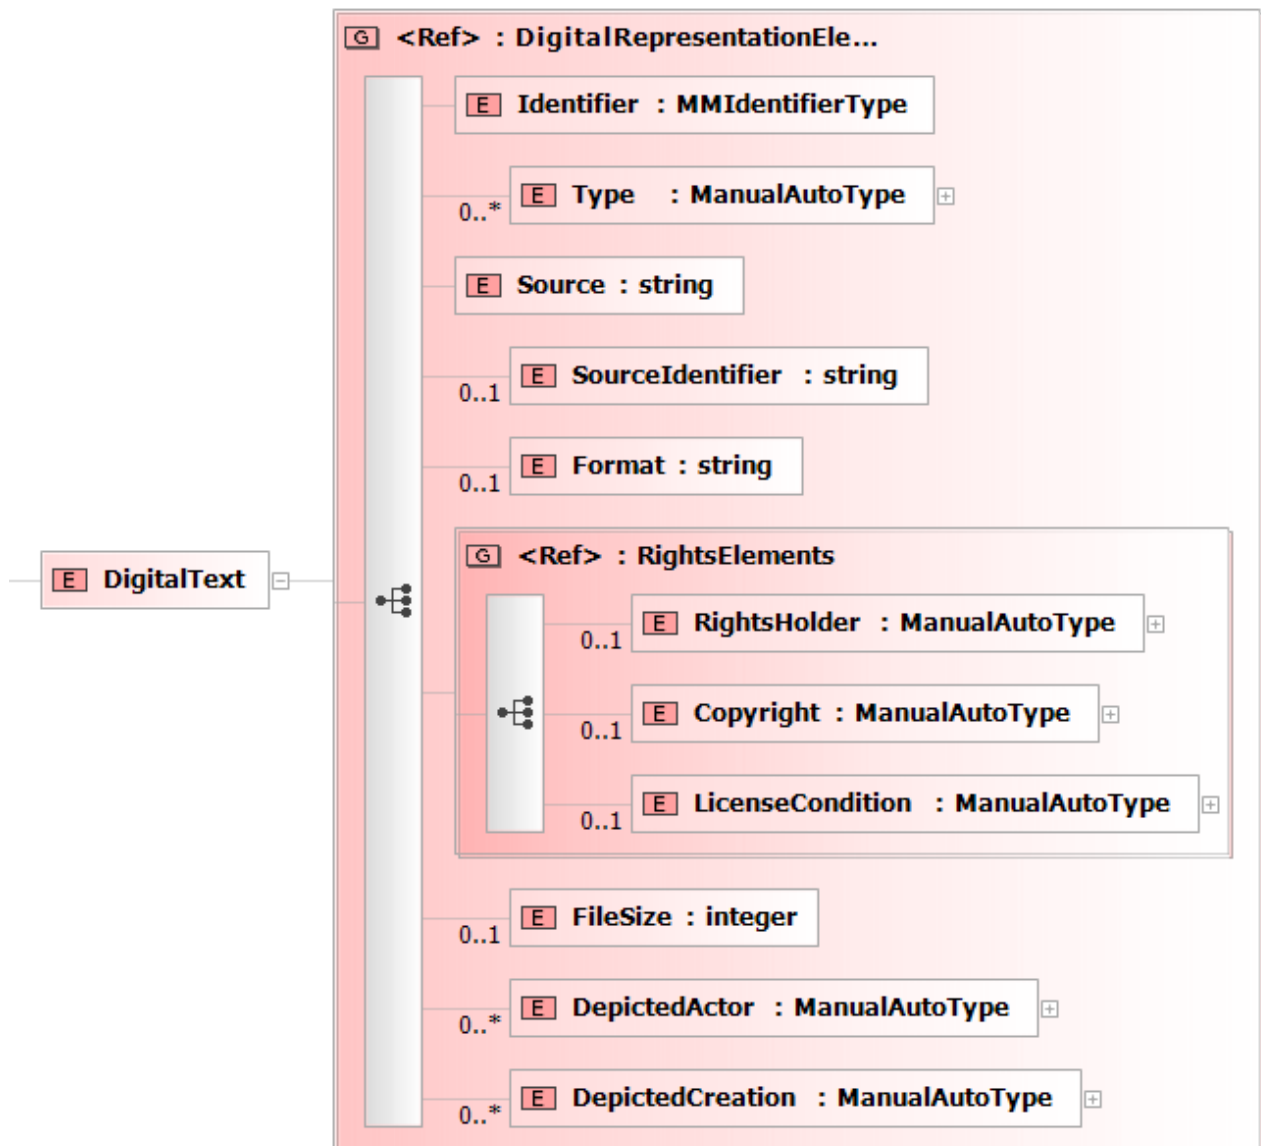 G <Ref> : DigitalRepresentationEle...
E Identifier : MMIdentifierType
0..* E Type : ManualAutoType
E Source : string
0..1 E SourceIdentifier : string
0..1 E Format : string
E DigitalText
G <Ref> : RightsElements
0..1 E RightsHolder : ManualAutoType
0..1 E Copyright : ManualAutoType
0..1 E LicenseCondition : ManualAutoType
0..1 E FileSize : integer
0..* E DepictedActor : ManualAutoType
0..* E DepictedCreation : ManualAutoType